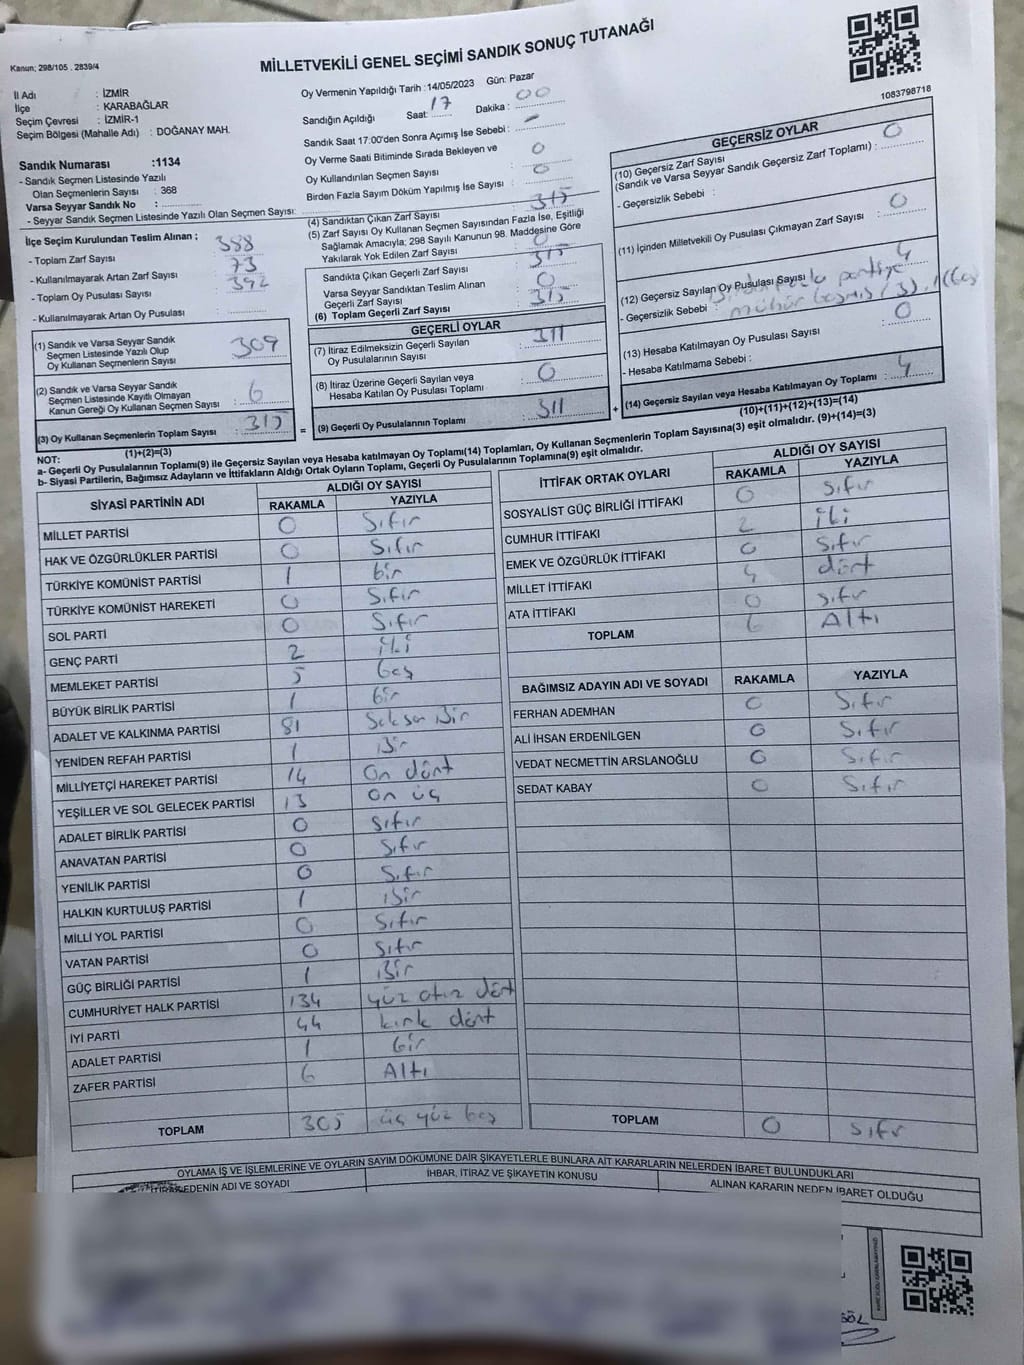 Kanun; 298/105 . 2839/4
MİLLETVEKİLİ GENEL SEÇİMİ SANDIK SONUÇ TUTANAĞI
1083798718
İl Adı : İZMİR
İlçe : KARABAĞLAR
Seçim Çevresi : İZMİR-1
Seçim Bölgesi (Mahalle Adı) : DOĞANAY MAH.
Sandık Numarası :1134
- Sandık Seçmen Listesinde Yazılı
Olan Seçmenlerin Sayısı : 368
Varsa Seyyar Sandık No :
- Seyyar Sandık Seçmen Listesinde Yazılı Olan Seçmen Sayısı:
İlçe Seçim Kurulundan Teslim Alınan ;
- Toplam Zarf Sayısı : 388
- Kullanılmayarak Artan Zarf Sayısı : 73
- Toplam Oy Pusulası Sayısı : 392
- Kullanılmayarak Artan Oy Pusulası :
(1) Sandık ve Varsa Seyyar Sandık
Seçmen Listesinde Yazılı Olup
Oy Kullanan Seçmenlerin Sayısı : 309
(2) Sandık ve Varsa Seyyar Sandık
Seçmen Listesinde Kayıtlı Olmayan
Kanun Gereği Oy Kullanan Seçmen Sayısı : 6
(3) Oy Kullanan Seçmenlerin Toplam Sayısı : 315
(1)+(2)=(3)
Oy Vermenin Yapıldığı Tarih : 14/05/2023 Gün: Pazar
Sandığın Açıldığı Saat: 17 Dakika : 00
Sandık Saat 17:00'den Sonra Açımış İse Sebebi : -
Oy Verme Saati Bitiminde Sırada Bekleyen ve
Oy Kullandırılan Seçmen Sayısı : 0
Birden Fazla Sayım Döküm Yapılmış İse Sayısı : 0
(4) Sandıktan Çıkan Zarf Sayısı : 315
(5) Zarf Sayısı Oy Kullanan Seçmen Sayısından Fazla İse, Eşitliği
Sağlamak Amacıyla; 298 Sayılı Kanunun 98. Maddesine Göre
Yakılarak Yok Edilen Zarf Sayısı : 0
Sandıkta Çıkan Geçerli Zarf Sayısı : 315
Varsa Seyyar Sandıktan Teslim Alınan
Geçerli Zarf Sayısı : 0
(6) Toplam Geçerli Zarf Sayısı : 315
GEÇERLİ OYLAR
(7) İtiraz Edilmeksizin Geçerli Sayılan
Oy Pusulalarının Sayısı : 311
(8) İtiraz Üzerine Geçerli Sayılan veya
Hesaba Katılan Oy Pusulası Toplamı : 0
(9) Geçerli Oy Pusulalarının Toplamı : 311
GEÇERSİZ OYLAR
(10) Geçersiz Zarf Sayısı
(Sandık ve Varsa Seyyar Sandık Geçersiz Zarf Toplamı) : 0
- Geçersizlik Sebebi :
(11) İçinden Milletvekili Oy Pusulası Çıkmayan Zarf Sayısı : 0
(12) Geçersiz Sayılan Oy Pusulası Sayısı : 4
- Geçersizlik Sebebi : partiye
mühür (3), 1
(13) Hesaba Katılmayan Oy Pusulası Sayısı : 0
- Hesaba Katılmama Sebebi :
(14) Geçersiz Sayılan veya Hesaba Katılmayan Oy Toplamı : 4
(10)+(11)+(12)+(13)=(14)
NOT:
a- Geçerli Oy Pusulalarının Toplamı(9) ile Geçersiz Sayılan veya Hesaba katılmayan Oy Toplamı(14) Toplamları, Oy Kullanan Seçmenlerin Toplam Sayısına(3) eşit olmalıdır. (9)+(14)=(3)
b- Siyasi Partilerin, Bağımsız Adayların ve İttifakların Aldığı Ortak Oyların Toplamı, Geçerli Oy Pusulalarının Toplamına(9) eşit olmalıdır.
SİYASİ PARTİNİN ADI ALDIĞI OY SAYISI
RAKAMLA YAZIYLA
MİLLET PARTİSİ 0 Sıfır
HAK VE ÖZGÜRLÜKLER PARTİSİ 0 Sıfır
TÜRKİYE KOMÜNİST PARTİSİ 1 bir
TÜRKİYE KOMÜNİST HAREKETİ 0 Sıfır
SOL PARTİ 0 Sıfır
GENÇ PARTİ 2 iki
MEMLEKET PARTİSİ 5 beş
BÜYÜK BİRLİK PARTİSİ 1 bir
ADALET VE KALKINMA PARTİSİ 81 Seksen Bir
YENİDEN REFAH PARTİSİ 1 Bir
MİLLİYETÇİ HAREKET PARTİSİ 14 On dört
YEŞİLLER VE SOL GELECEK PARTİSİ 13 On üç
ADALET BİRLİK PARTİSİ 0 Sıfır
ANAVATAN PARTİSİ 0 Sıfır
YENİLİK PARTİSİ 0 Sıfır
HALKIN KURTULUŞ PARTİSİ 1 Bir
MİLLİ YOL PARTİSİ 0 Sıfır
VATAN PARTİSİ 0 Sıfır
GÜÇ BİRLİĞİ PARTİSİ 1 Bir
CUMHURİYET HALK PARTİSİ 134 yüz otuz dört
İYİ PARTİ 44 kırk dört
ADALET PARTİSİ 1 bir
ZAFER PARTİSİ 6 Altı
TOPLAM 305 üç yüz beş
İTTİFAK ORTAK OYLARI ALDIĞI OY SAYISI
RAKAMLA YAZIYLA
SOSYALİST GÜÇ BİRLİĞİ İTTİFAKI 0 Sıfır
CUMHUR İTTİFAKI 2 iki
EMEK VE ÖZGÜRLÜK İTTİFAKI 0 Sıfır
MİLLET İTTİFAKI 4 dört
ATA İTTİFAKI 0 Sıfır
TOPLAM 6 Altı
BAĞIMSIZ ADAYIN ADI VE SOYADI RAKAMLA YAZIYLA
FERHAN ADEMHAN 0 Sıfır
ALİ İHSAN ERDENİLGEN 0 Sıfır
VEDAT NECMETTİN ARSLANOĞLU 0 Sıfır
SEDAT KABAY 0 Sıfır
TOPLAM 0 Sıfır
OYLAMA İŞ VE İŞLEMLERİNE VE OYLARIN SAYIM DÖKÜMÜNE DAİR ŞİKAYETLERLE BUNLARA AİT KARARLARIN NELERDEN İBARET BULUNDUKLARI
İTİRAZ EDENİN ADI VE SOYADI İHBAR, İTİRAZ VE ŞİKAYETİN KONUSU ALINAN KARARIN NEDEN İBARET OLDUĞU